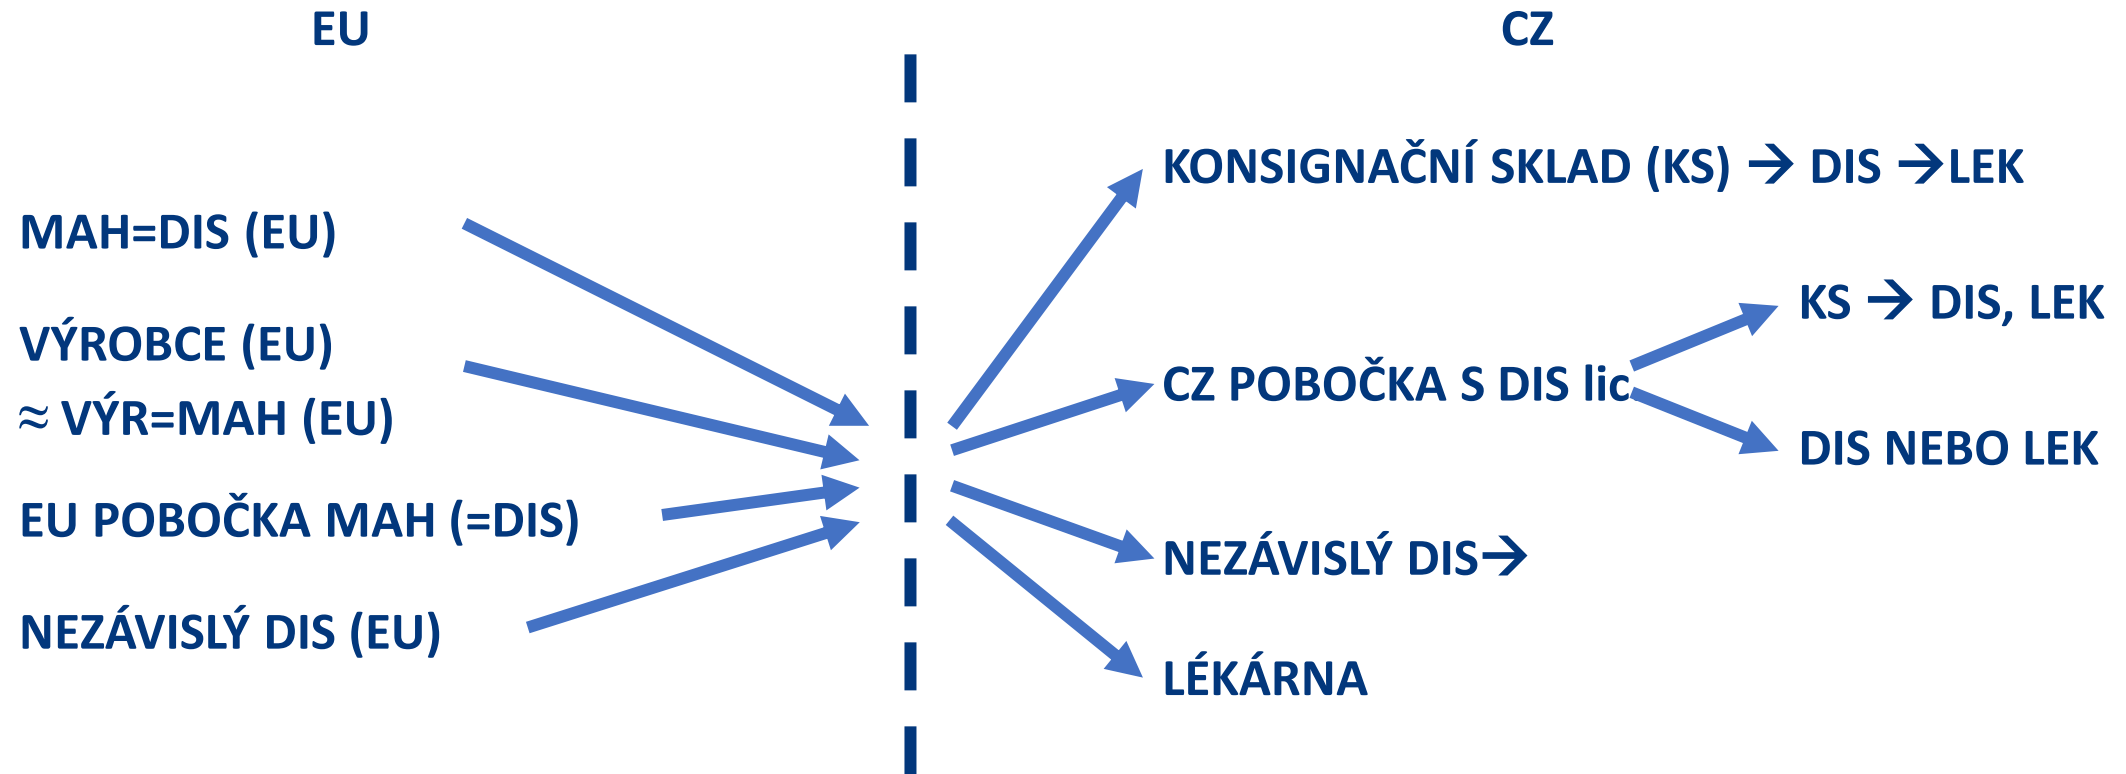 EU
CZ
KONSIGNAČNÍ SKLAD (KS) → DIS →LEK
MAH=DIS (EU)
KS → DIS, LEK
VÝROBCE (EU)
CZ POBOČKA S DIS lic
≈ VÝR=MAH (EU)
DIS NEBO LEK
EU POBOČKA MAH (=DIS)
NEZÁVISLÝ DIS→
NEZÁVISLÝ DIS (EU)
LÉKÁRNA